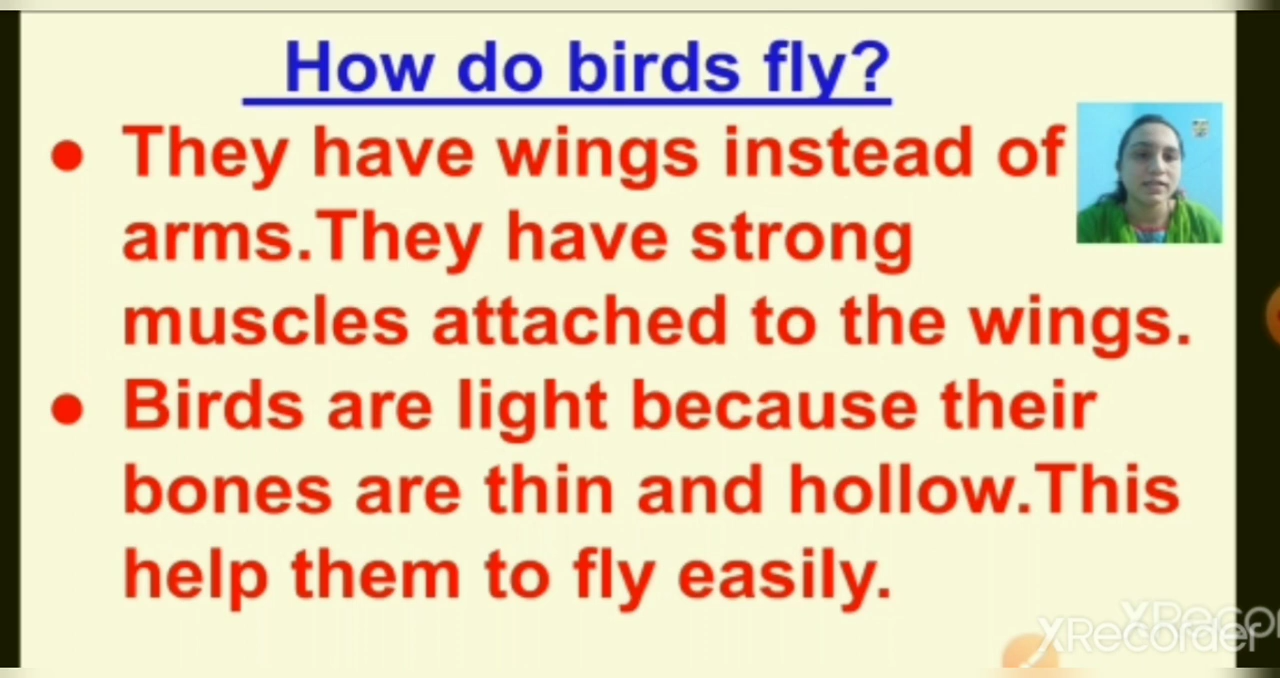 How do birds fly?
• They have wings instead of
arms.They have strong
muscles attached to the wings.
• Birds are light because their
bones are thin and hollow.This
help them to fly easily.
XRecorder
XRecor